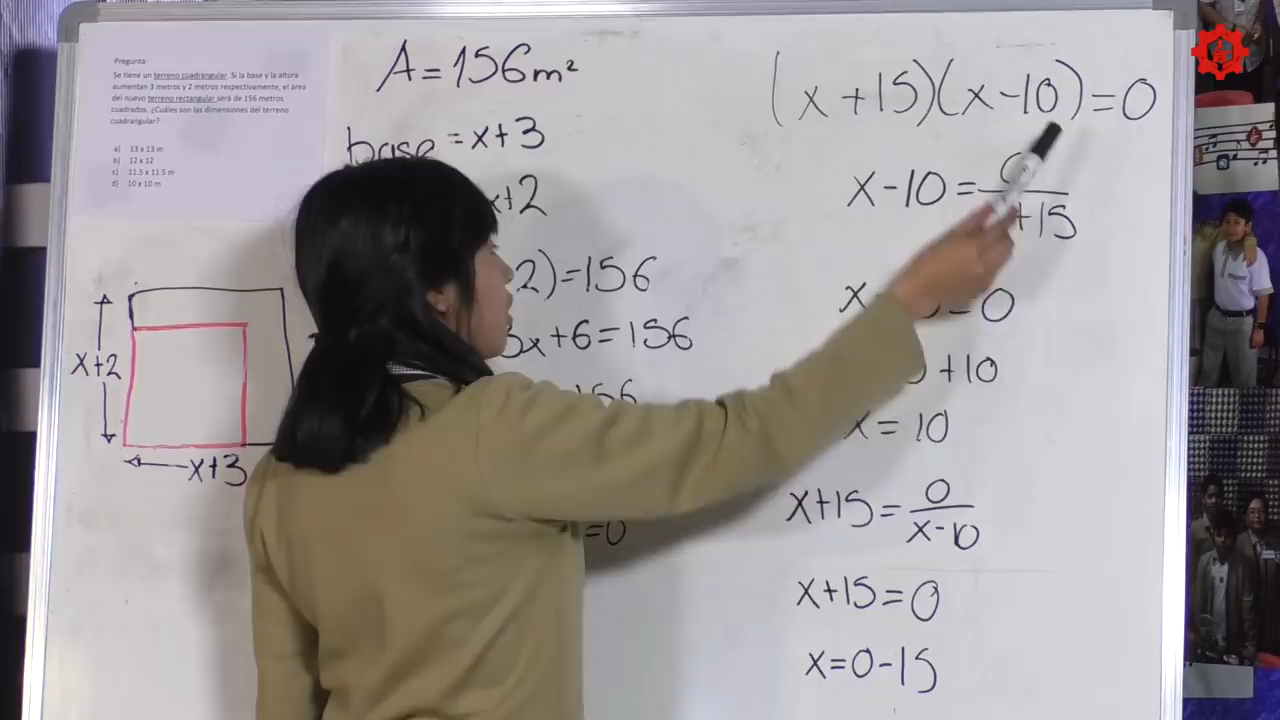 Pregunta:
Se tiene un terreno cuadrangular. Si la base y la altura
aumentan 3 metros y 2 metros respectivamente, el área
del nuevo terreno rectangular será de 156 metros
cuadrados. ¿Cuáles son las dimensiones del terreno
cuadrangular?
a) 13 x 13 m
b) 12 x 12
c) 11.5 x 11.5 m
d) 10 x 10 m
x+2
x+3
A=156m²
base =x+3
x+2
2)=156
3x+6=156
156
=0
(x+15)(x-10)=0
x-10=0/+15
x
=0
+10
x=10
x+15=0/x-10
x+15=0
x=0-15